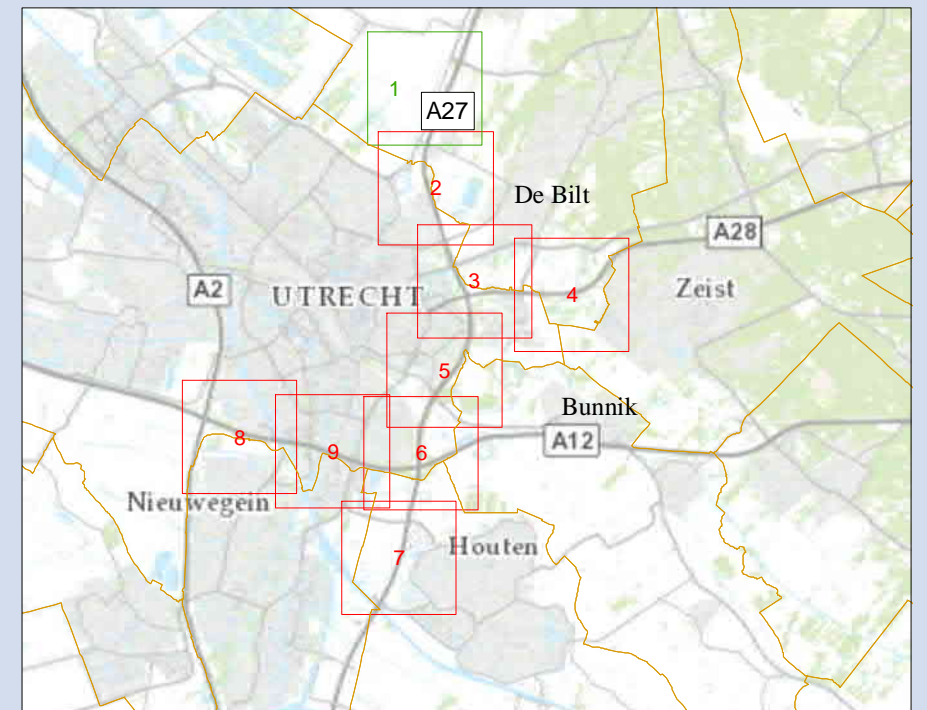 1
A27
2
De Bilt
A28
3
4
Zeist
A2
UTRECHT
5
Bunnik
8
9
6
A12
Nieuwegein
7
Houten